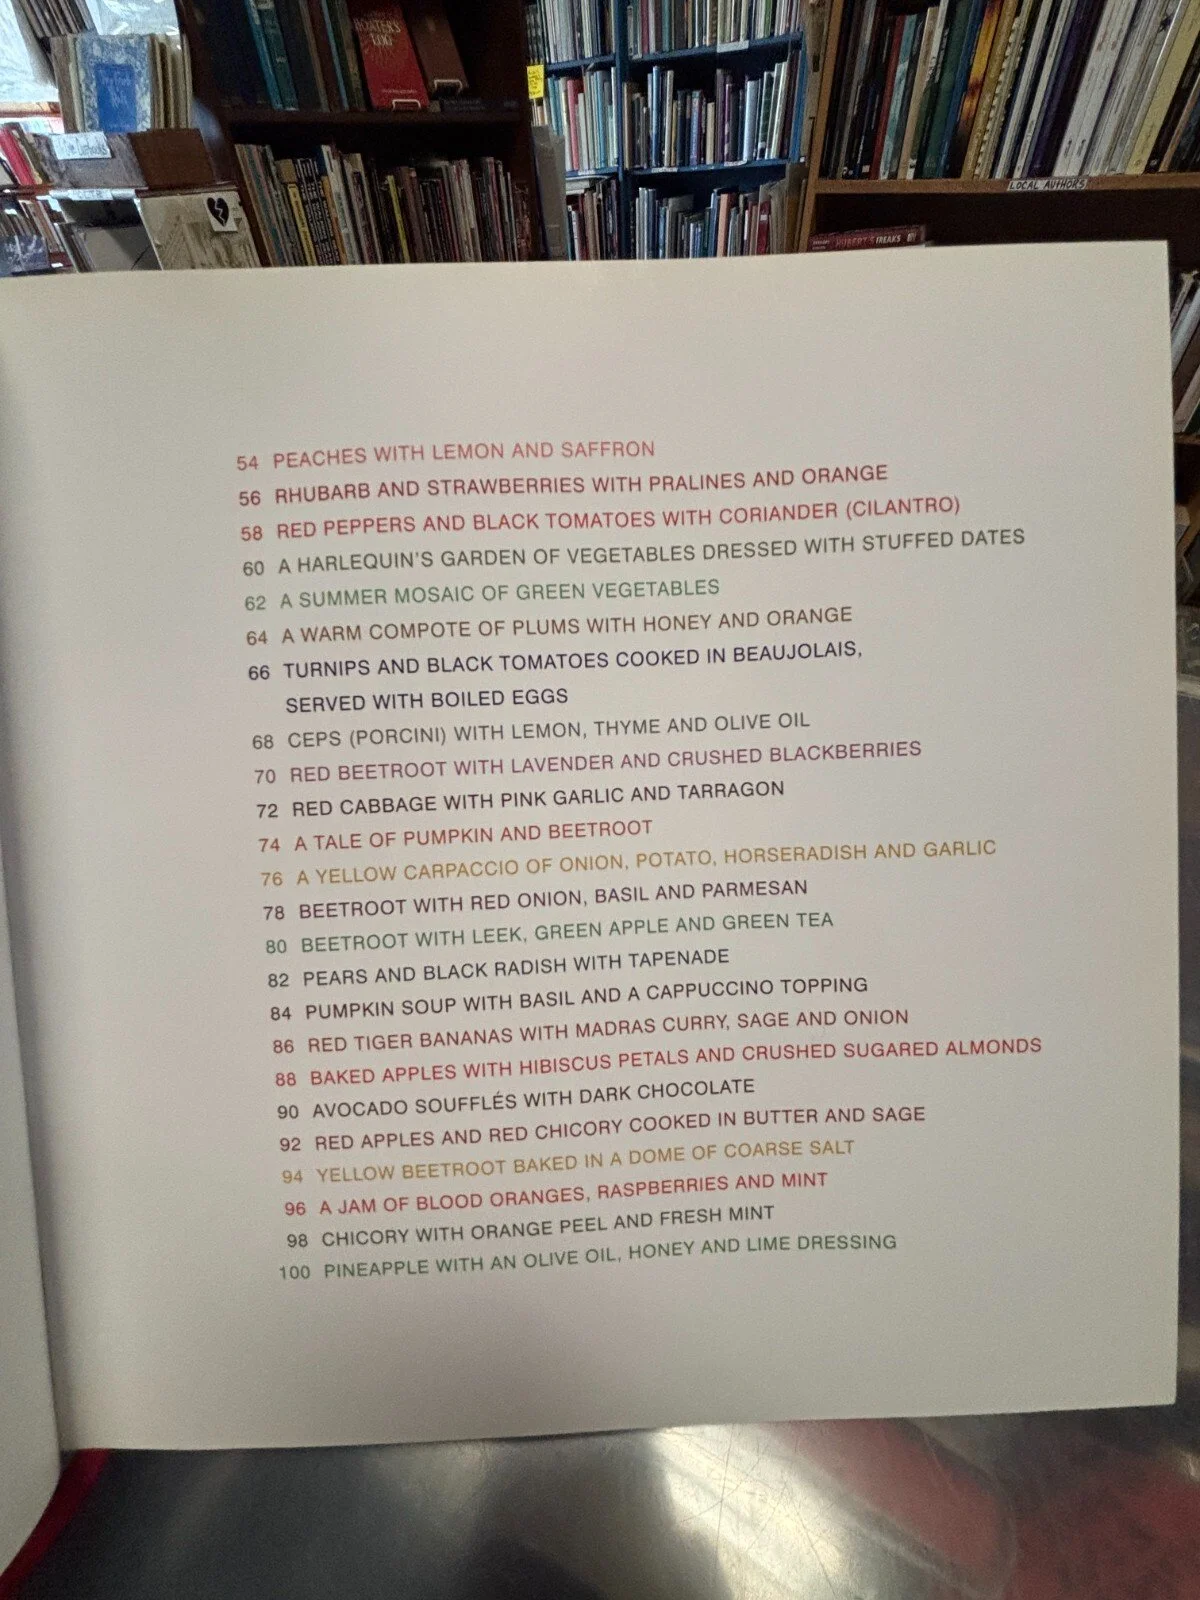 BOATER'S
LOG
LOCAL AUTHORS
54 PEACHES WITH LEMON AND SAFFRON
56 RHUBARB AND STRAWBERRIES WITH PRALINES AND ORANGE
58 RED PEPPERS AND BLACK TOMATOES WITH CORIANDER (CILANTRO)
60 A HARLEQUIN'S GARDEN OF VEGETABLES DRESSED WITH STUFFED DATES
62 A SUMMER MOSAIC OF GREEN VEGETABLES
64 A WARM COMPOTE OF PLUMS WITH HONEY AND ORANGE
66 TURNIPS AND BLACK TOMATOES COOKED IN BEAUJOLAIS,
SERVED WITH BOILED EGGS
68 CEPS (PORCINI) WITH LEMON, THYME AND OLIVE OIL
70 RED BEETROOT WITH LAVENDER AND CRUSHED BLACKBERRIES
72 RED CABBAGE WITH PINK GARLIC AND TARRAGON
74 A TALE OF PUMPKIN AND BEETROOT
76 A YELLOW CARPACCIO OF ONION, POTATO, HORSERADISH AND GARLIC
78 BEETROOT WITH RED ONION, BASIL AND PARMESAN
80 BEETROOT WITH LEEK, GREEN APPLE AND GREEN TEA
82 PEARS AND BLACK RADISH WITH TAPENADE
84 PUMPKIN SOUP WITH BASIL AND A CAPPUCCINO TOPPING
86 RED TIGER BANANAS WITH MADRAS CURRY, SAGE AND ONION
88 BAKED APPLES WITH HIBISCUS PETALS AND CRUSHED SUGARED ALMONDS
90 AVOCADO SOUFFLÉS WITH DARK CHOCOLATE
92 RED APPLES AND RED CHICORY COOKED IN BUTTER AND SAGE
94 YELLOW BEETROOT BAKED IN A DOME OF COARSE SALT
96 A JAM OF BLOOD ORANGES, RASPBERRIES AND MINT
98 CHICORY WITH ORANGE PEEL AND FRESH MINT
100 PINEAPPLE WITH AN OLIVE OIL, HONEY AND LIME DRESSING